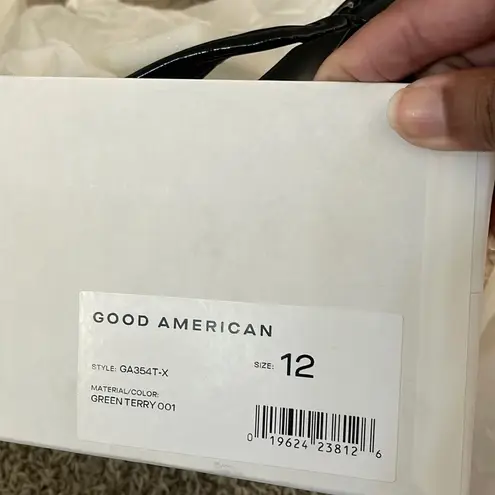 GOOD AMERICAN
STYLE: GA354T-X SIZE: 12
MATERIAL/COLOR:
GREEN TERRY 001
0 19624 23812 6